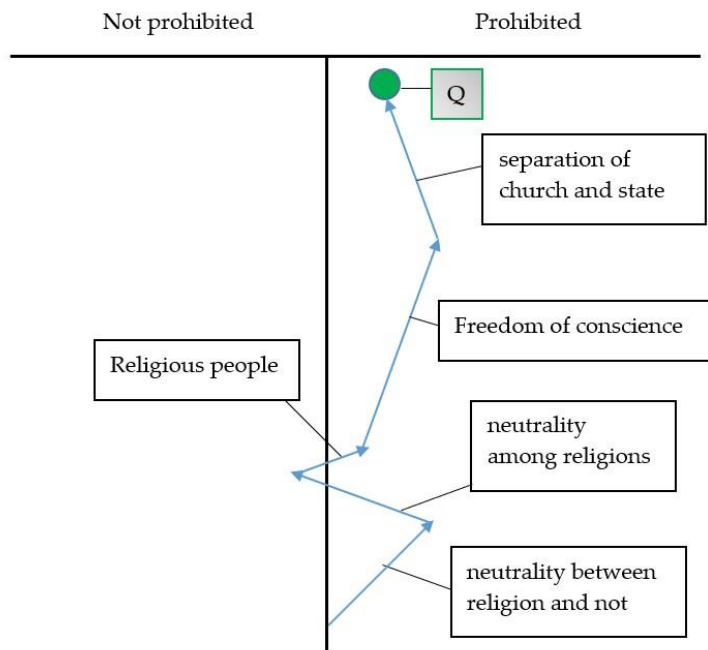 Not prohibited
Prohibited
Q
separation of
church and state
Freedom of conscience
Religious people
neutrality
among religions
neutrality between
religion and not